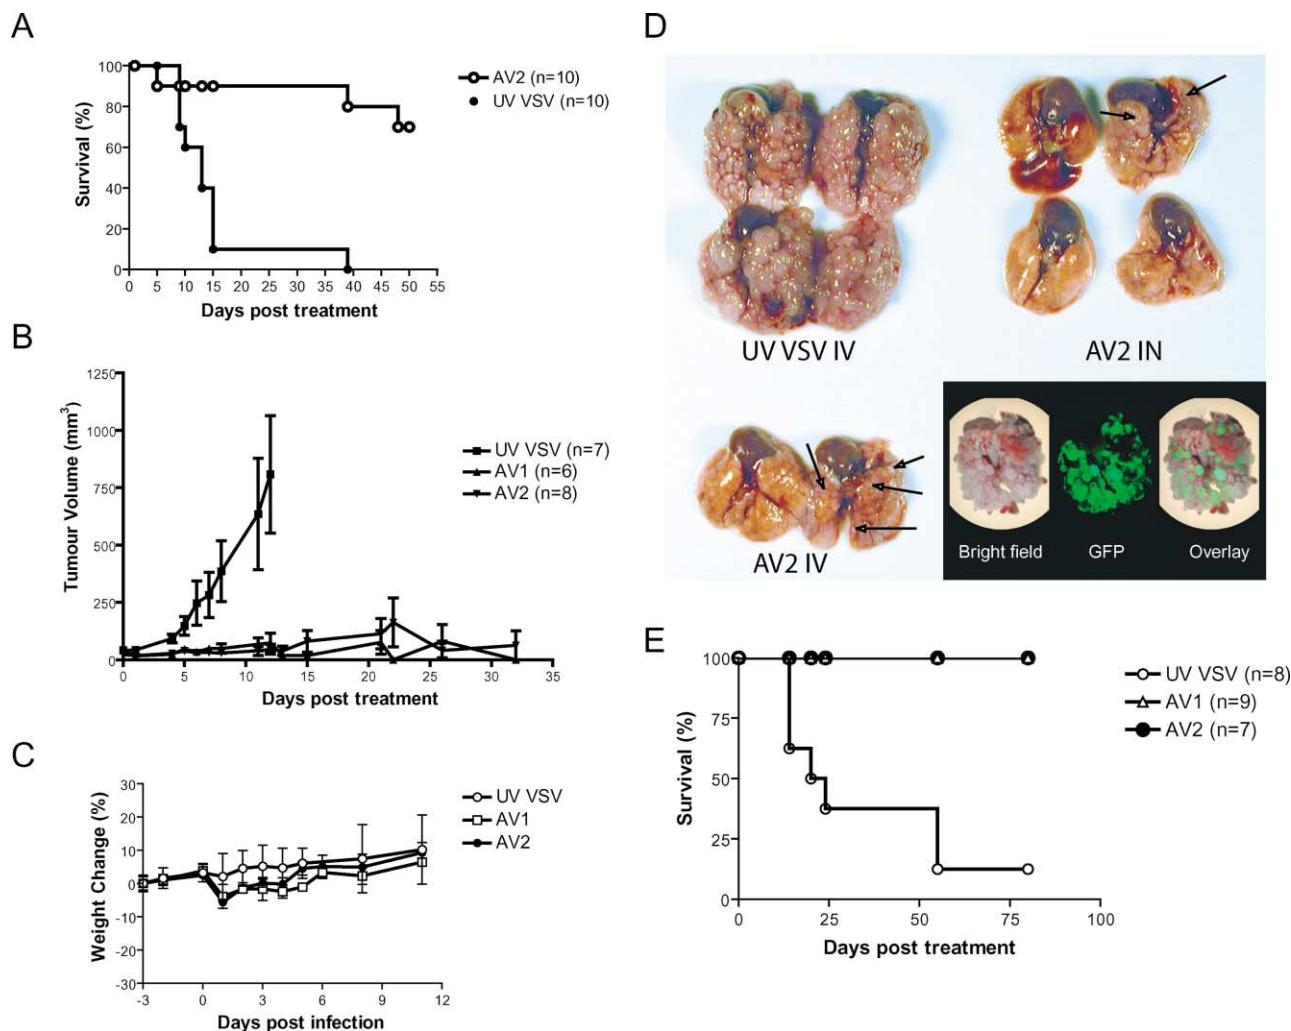 A
100
80
60
40
20
0
Survival (%)
0 5 10 15 20 25 30 35 40 45 50 55
Days post treatment
AV2 (n=10)
UV VSV (n=10)
B
1250
1000
750
500
250
0
Tumour Volume (mm³)
0 5 10 15 20 25 30 35
Days post treatment
UV VSV (n=7)
AV1 (n=6)
AV2 (n=8)
C
30
20
10
0
-10
-20
-30
Weight Change (%)
-3 0 3 6 9 12
Days post infection
UV VSV
AV1
AV2
D
UV VSV IV
AV2 IN
AV2 IV
Bright field
GFP
Overlay
E
100
75
50
25
0
Survival (%)
0 25 50 75 100
Days post treatment
UV VSV (n=8)
AV1 (n=9)
AV2 (n=7)